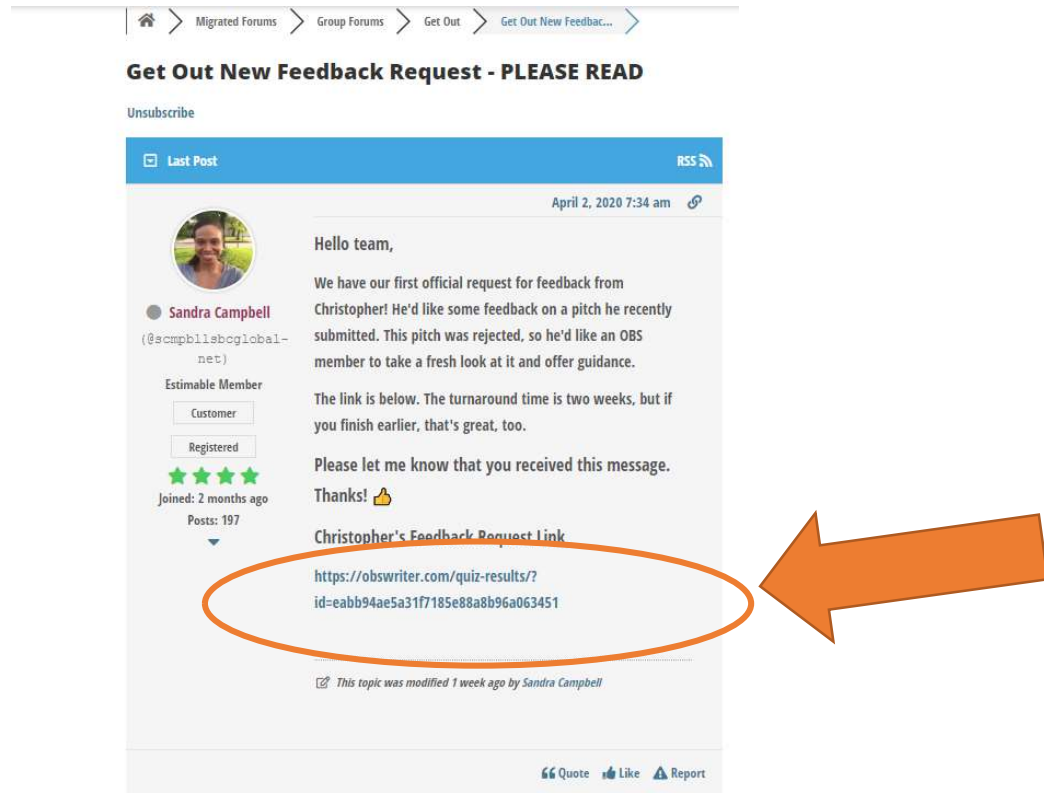 Migrated Forums Group Forums Get Out Get Out New Feedbac...
Get Out New Feedback Request - PLEASE READ
Unsubscribe
Last Post RSS
April 2, 2020 7:34 am
Sandra Campbell
(@scmpbllsbcglobal-
net)
Estimable Member
Customer
Registered
Joined: 2 months ago
Posts: 197
Hello team,
We have our first official request for feedback from
Christopher! He'd like some feedback on a pitch he recently
submitted. This pitch was rejected, so he'd like an OBS
member to take a fresh look at it and offer guidance.
The link is below. The turnaround time is two weeks, but if
you finish earlier, that's great, too.
Please let me know that you received this message.
Thanks! 👍
Christopher's Feedback Request Link
https://obswriter.com/quiz-results/?
id=eabb94ae5a31f7185e88a8b96a063451
This topic was modified 1 week ago by Sandra Campbell
Quote Like Report